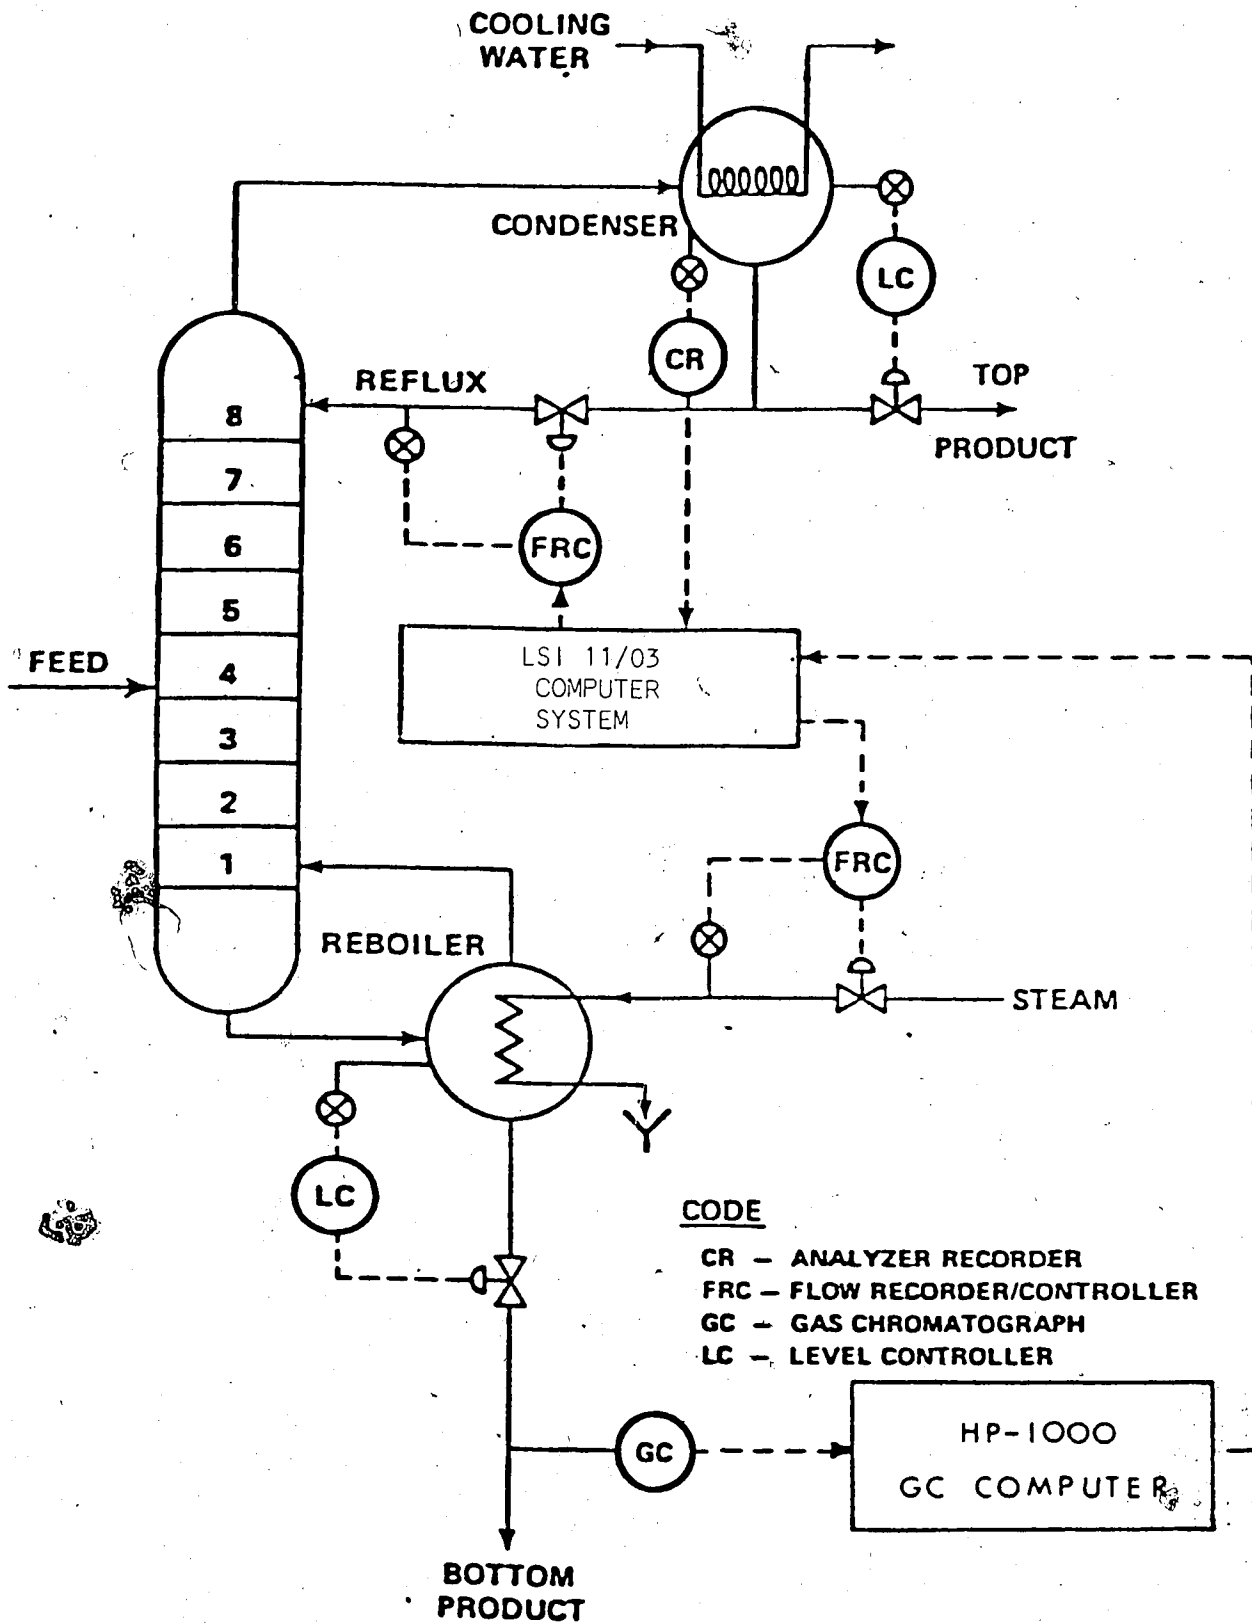 COOLING
WATER
CONDENSER
LC
CR
REFLUX
TOP
PRODUCT
8
7
6
5
4
3
2
1
FRC
FEED
LSI 11/03
COMPUTER
SYSTEM
FRC
REBOILER
STEAM
LC
CODE
CR – ANALYZER RECORDER
FRC – FLOW RECORDER/CONTROLLER
GC – GAS CHROMATOGRAPH
LC – LEVEL CONTROLLER
GC
HP-1000
GC COMPUTER
BOTTOM
PRODUCT